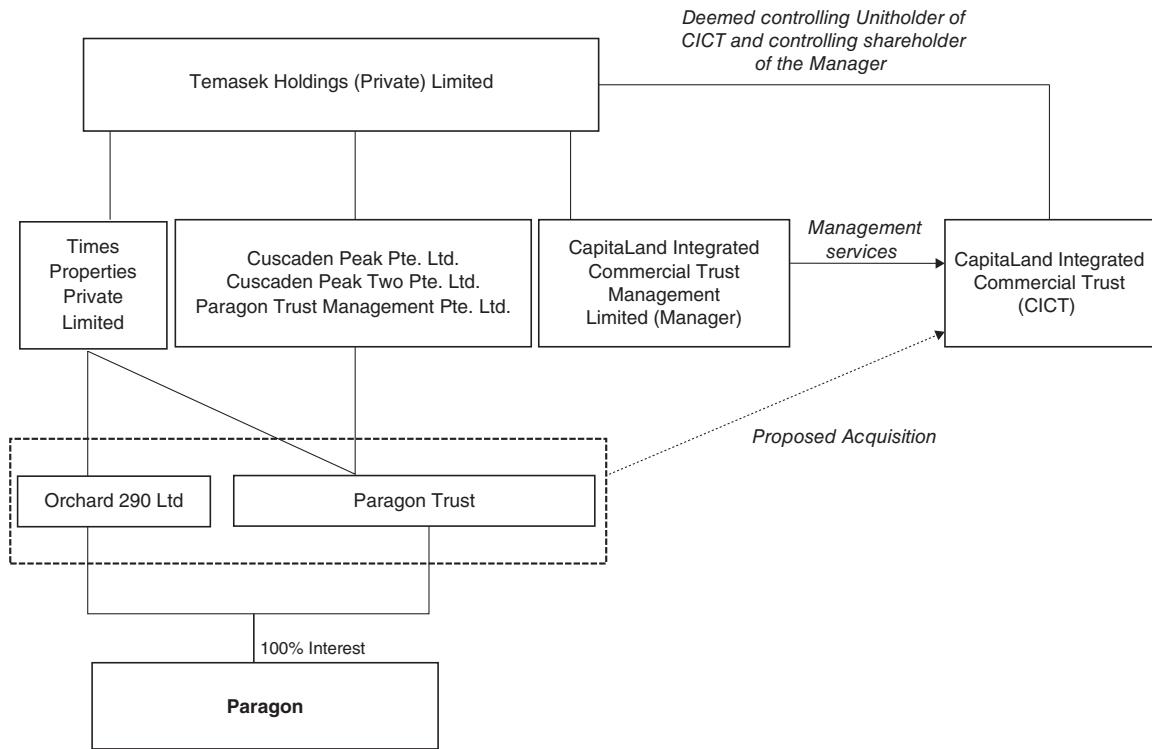 Deemed controlling Unitholder of
CICT and controlling shareholder
of the Manager
Temasek Holdings (Private) Limited
Times
Properties
Private
Limited
Cuscaden Peak Pte. Ltd.
Cuscaden Peak Two Pte. Ltd.
Paragon Trust Management Pte. Ltd.
CapitaLand Integrated
Commercial Trust
Management
Limited (Manager)
Management
services
CapitaLand Integrated
Commercial Trust
(CICT)
Proposed Acquisition
Orchard 290 Ltd
Paragon Trust
100% Interest
Paragon